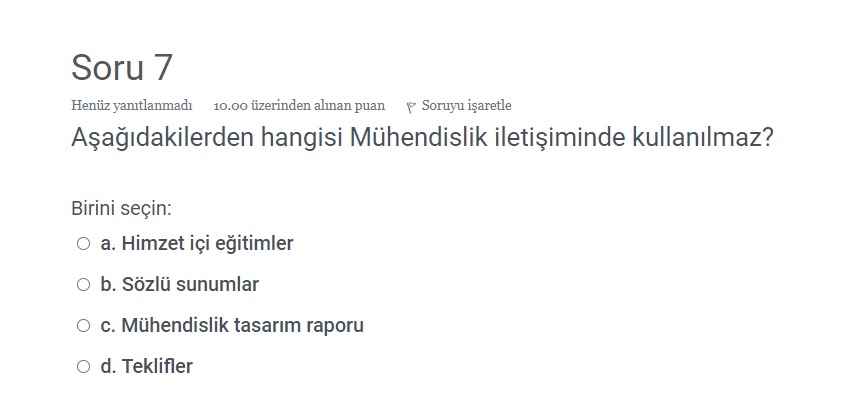 Soru 7
Henüz yanıtlanmadı 10.00 üzerinden alınan puan Soruyu işaretle
Aşağıdakilerden hangisi Mühendislik iletişiminde kullanılmaz?
Birini seçin:
a. Himzet içi eğitimler
b. Sözlü sunumlar
c. Mühendislik tasarım raporu
d. Teklifler